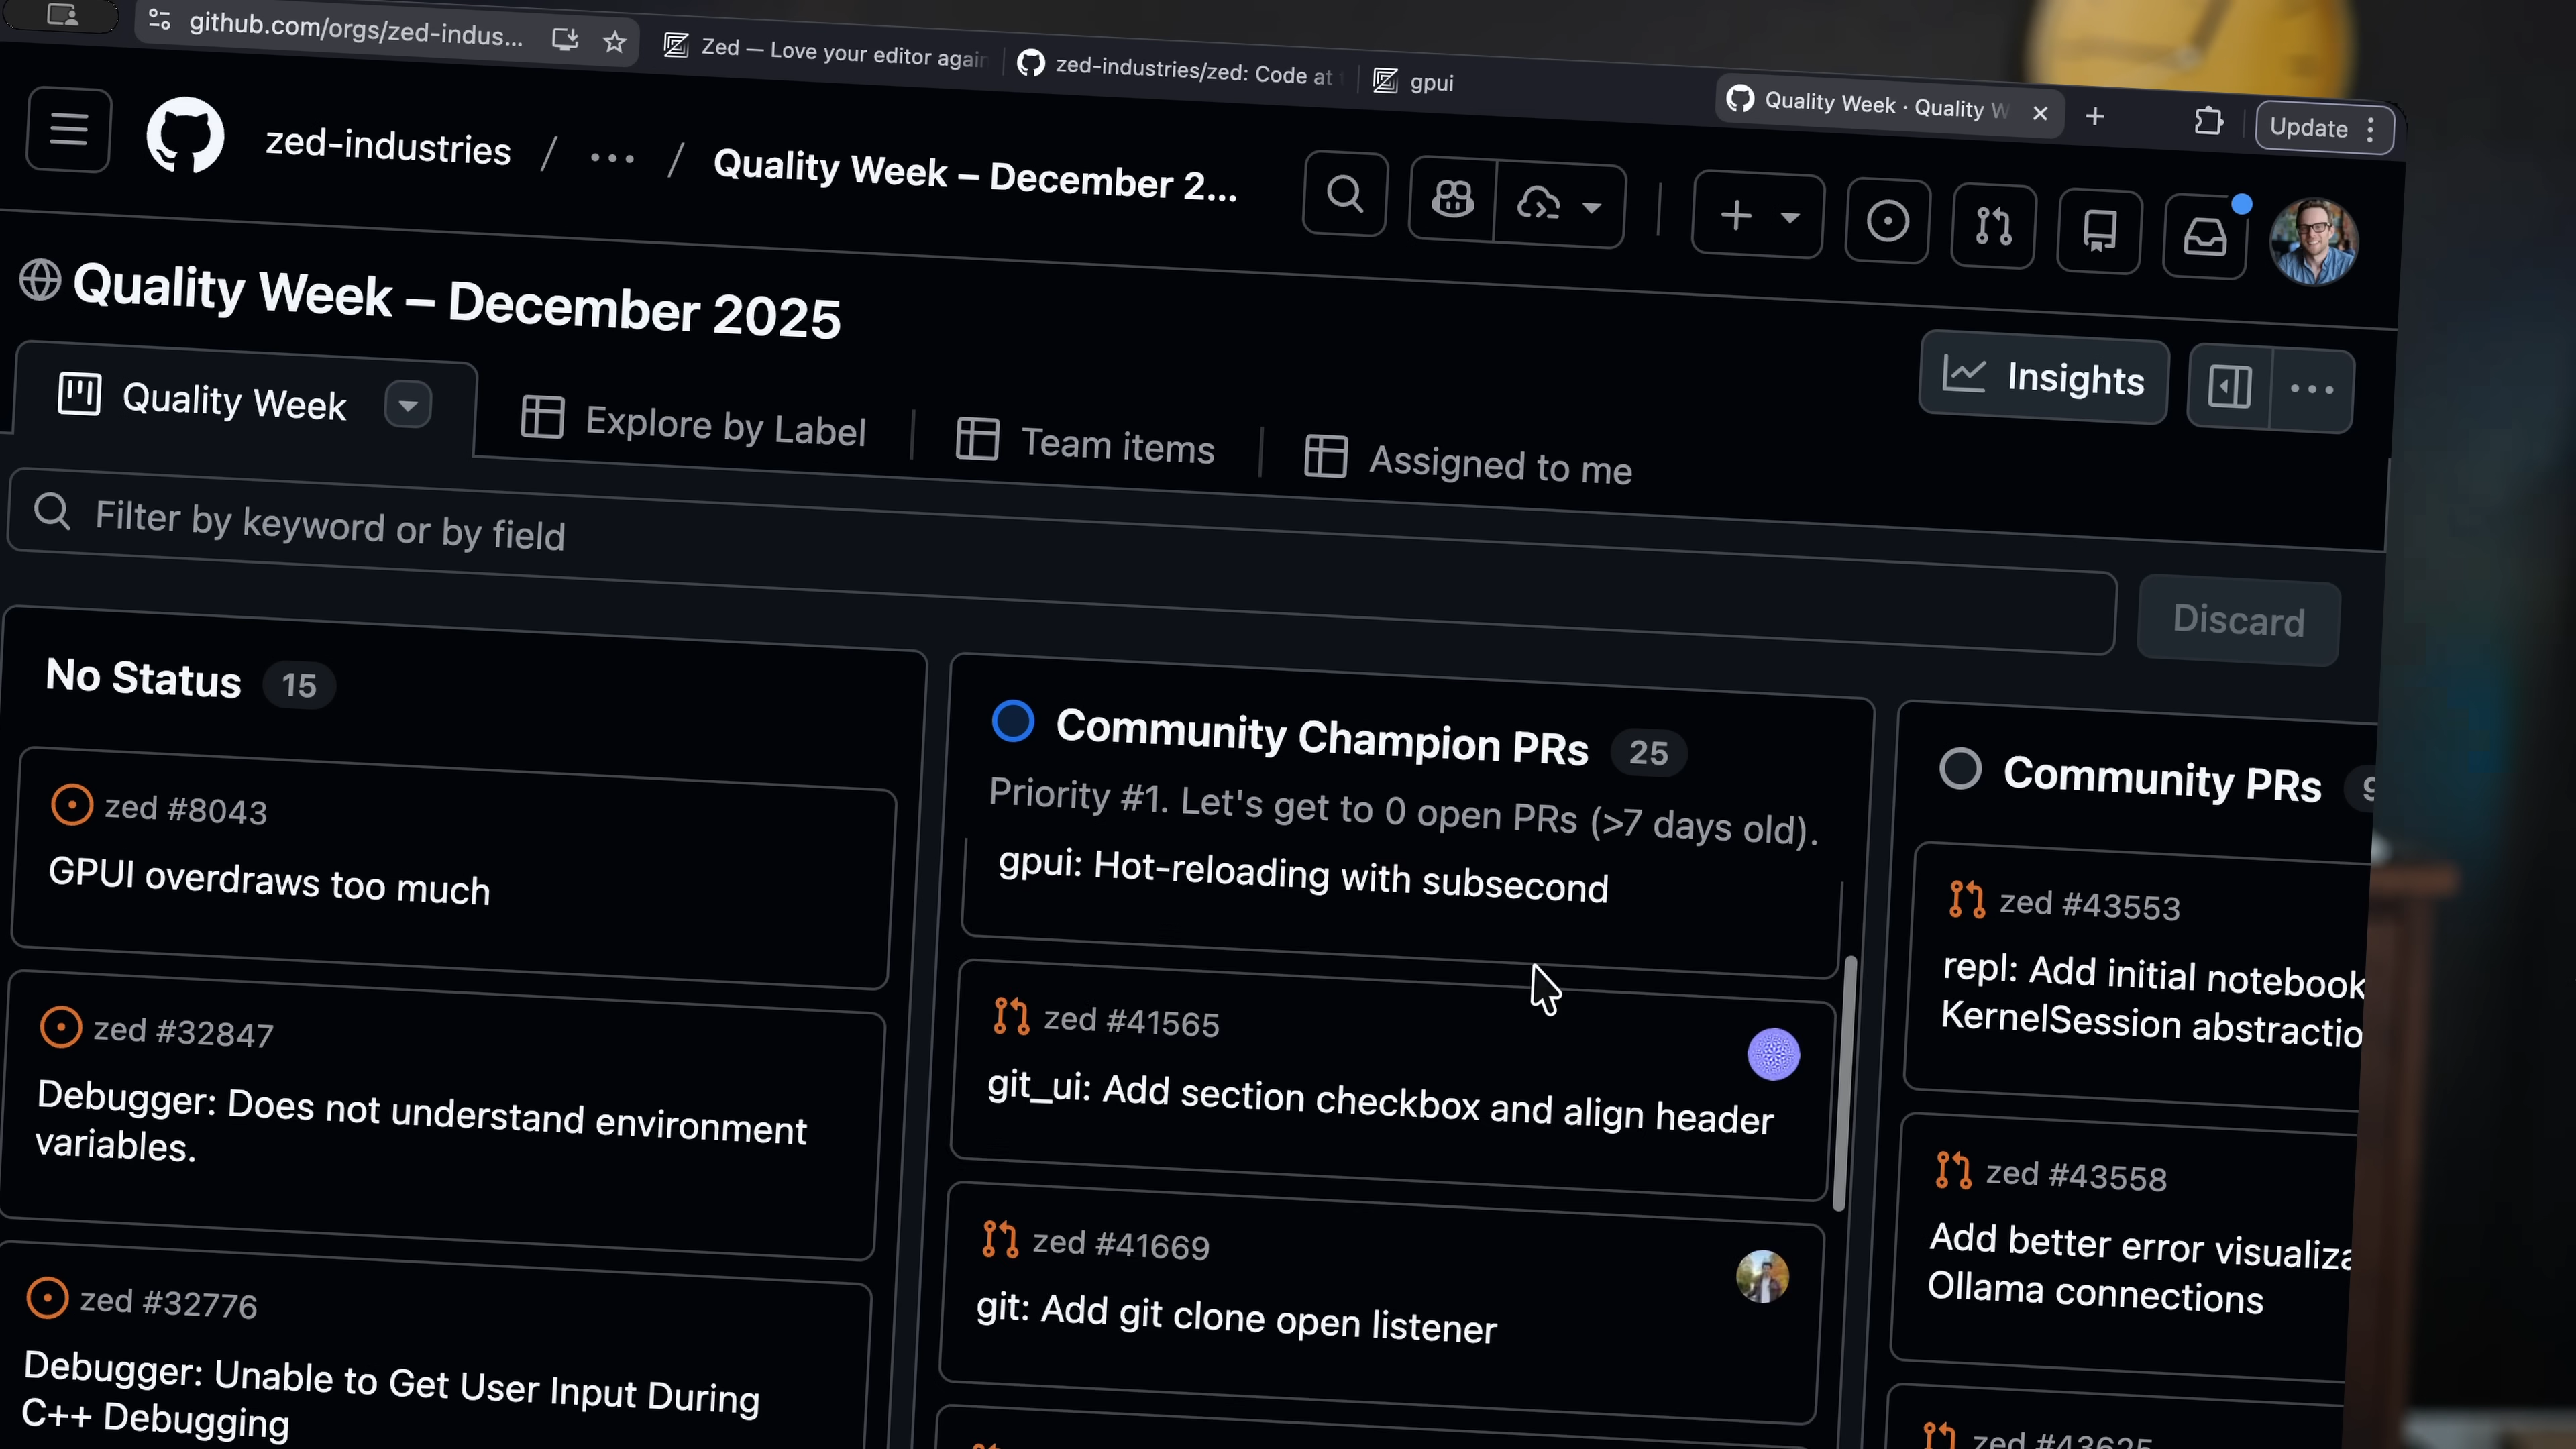 github.com/orgs/zed-indus...
Zed — Love your editor again
zed-industries/zed: Code at
gpui
Quality Week · Quality W
Update
zed-industries / ... / Quality Week – December 2...
Quality Week – December 2025
Insights
Quality Week
Explore by Label
Team items
Assigned to me
Filter by keyword or by field
Discard
No Status 15
zed #8043
GPUI overdraws too much
zed #32847
Debugger: Does not understand environment
variables.
zed #32776
Debugger: Unable to Get User Input During
C++ Debugging
Community Champion PRs 25
Priority #1. Let's get to 0 open PRs (>7 days old).
gpui: Hot-reloading with subsecond
zed #41565
git_ui: Add section checkbox and align header
zed #41669
git: Add git clone open listener
Community PRs 9
zed #43553
repl: Add initial notebook
KernelSession abstractio
zed #43558
Add better error visualiza
Ollama connections